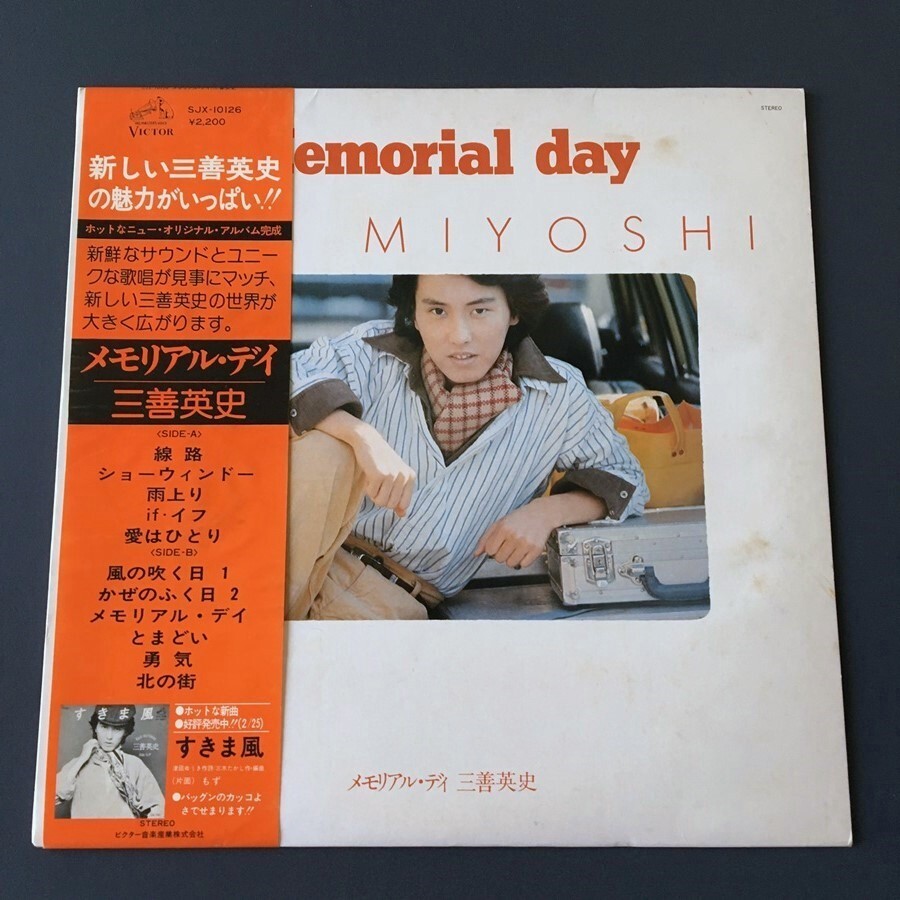 VICTOR
SJX-10126
¥2,200
新しい三善英史
の魅力がいっぱい!!
ホットなニュー・オリジナル・アルバム完成
新鮮なサウンドとユニー
クな歌唱が見事にマッチ、
新しい三善英史の世界が
大きく広がります。
メモリアル・デイ
三善英史
〈SIDE-A〉
線路
ショーウィンドー
雨上り
if・イフ
愛はひとり
〈SIDE-B〉
風の吹く日 1
かぜのふく日 2
メモリアル・デイ
とまどい
勇気
北の街
すきま風
三善英史
●ホットな新曲
●好評発売中!!(2/25)
すきま風
(片面)もず
●バッグンのカッコよ
さでせまります!!
STEREO
ビクター音楽産業株式会社
STEREO
emorial day
MIYOSHI
メモリアル・デイ 三善英史